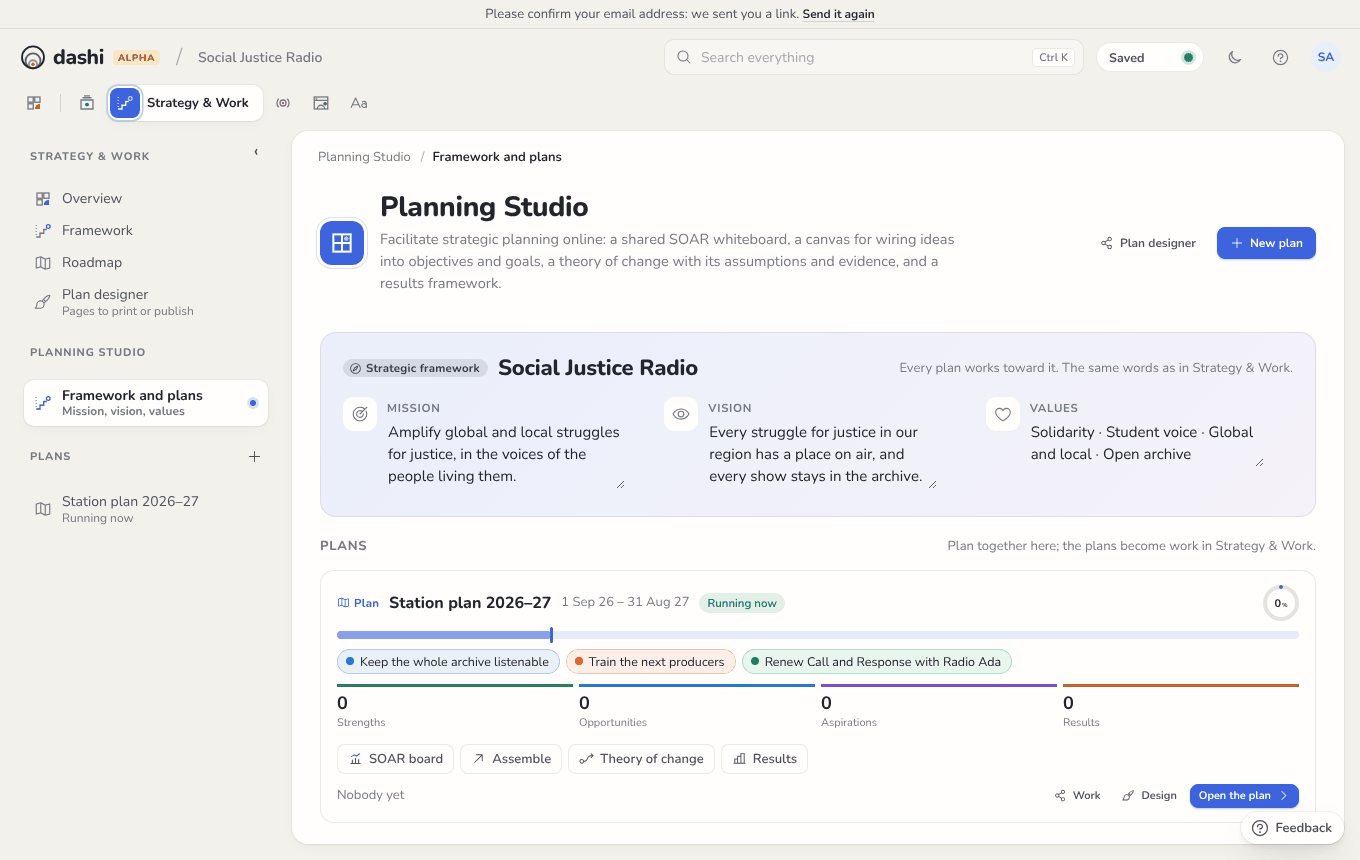 Please confirm your email address: we sent you a link. Send it again
dashi ALPHA / Social Justice Radio
Search everything
Ctrl K
Saved
SA
Strategy & Work
Aa
STRATEGY & WORK
Overview
Framework
Roadmap
Plan designer
Pages to print or publish
PLANNING STUDIO
Framework and plans
Mission, vision, values
PLANS
Station plan 2026–27
Running now
Planning Studio / Framework and plans
Planning Studio
Facilitate strategic planning online: a shared SOAR whiteboard, a canvas for wiring ideas
into objectives and goals, a theory of change with its assumptions and evidence, and a
results framework.
Plan designer
New plan
Strategic framework
Social Justice Radio
Every plan works toward it. The same words as in Strategy & Work.
MISSION
Amplify global and local struggles
for justice, in the voices of the
people living them.
VISION
Every struggle for justice in our
region has a place on air, and
every show stays in the archive.
VALUES
Solidarity · Student voice · Global
and local · Open archive
PLANS
Plan together here; the plans become work in Strategy & Work.
Plan Station plan 2026–27 1 Sep 26 – 31 Aug 27 Running now
0%
Keep the whole archive listenable
Train the next producers
Renew Call and Response with Radio Ada
0
Strengths
0
Opportunities
0
Aspirations
0
Results
SOAR board
Assemble
Theory of change
Results
Nobody yet
Work
Design
Open the plan
Feedback